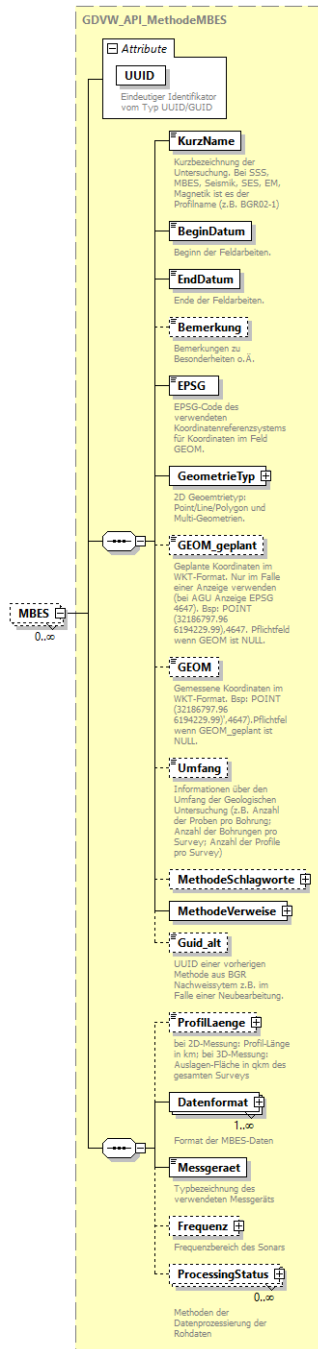 GDVW_API_MethodeMBES
Attribute
UUID
Eindeutiger Identifikator
vom Typ UUID/GUID
KurzName
Kurzbezeichnung der
Untersuchung. Bei SSS,
MBES, Seismik, SES, EM,
Magnetik ist es der
Profilname (z.B. BGR02-1)
BeginDatum
Beginn der Feldarbeiten.
EndDatum
Ende der Feldarbeiten.
Bemerkung
Bemerkungen zu
Besonderheiten o.Ä.
EPSG
EPSG-Code des
verwendeten
Koordinatenreferenzsystems
für Koordinaten im Feld
GEOM.
GeometrieTyp
2D Geoemtrietyp:
Point/Line/Polygon und
Multi-Geometrien.
GEOM_geplant
Geplante Koordinaten im
WKT-Format. Nur im Falle
einer Anzeige verwenden
(bei AGU Anzeige EPSG
4647). Bsp: POINT
(32186797.96
6194229.99),4647. Pflichtfeld
wenn GEOM ist NULL.
MBES
0..∞
GEOM
Gemessene Koordinaten im
WKT-Format. Bsp: POINT
(32186797.96
6194229.99)',4647).Pflichtfel
wenn GEOM_geplant ist
NULL.
Umfang
Informationen über den
Umfang der Geologischen
Untersuchung (z.B. Anzahl
der Proben pro Bohrung;
Anzahl der Bohrungen pro
Survey; Anzahl der Profile
pro Survey)
MethodeSchlagworte
MethodeVerweise
Guid_alt
UUID einer vorherigen
Methode aus BGR
Nachweissytem z.B. im
Falle einer Neubearbeitung.
ProfilLaenge
bei 2D-Messung: Profil-Länge
in km; bei 3D-Messung:
Auslagen-Fläche in qkm des
gesamten Surveys
Datenformat
1..∞
Format der MBES-Daten
Messgeraet
Typbezeichnung des
verwendeten Messgeräts
Frequenz
Frequenzbereich des Sonars
ProcessingStatus
0..∞
Methoden der
Datenprozessierung der
Rohdaten